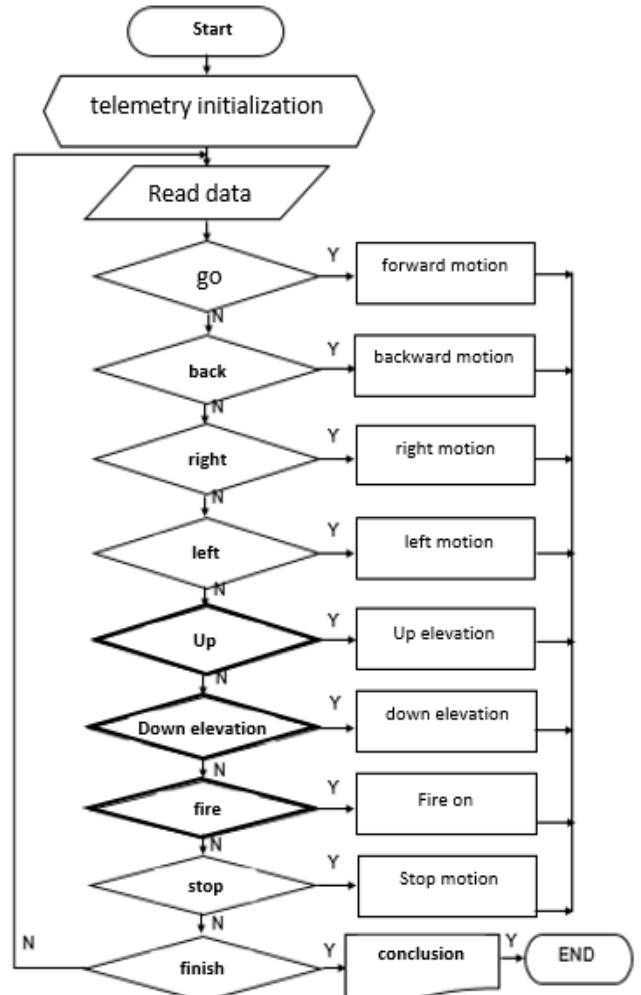 Start
telemetry initialization
Read data
go
Y
forward motion
N
back
Y
backward motion
N
right
Y
right motion
N
left
Y
left motion
N
Up
Y
Up elevation
N
Down elevation
Y
down elevation
N
fire
Y
Fire on
N
stop
Y
Stop motion
N
N
finish
Y
conclusion
Y
END